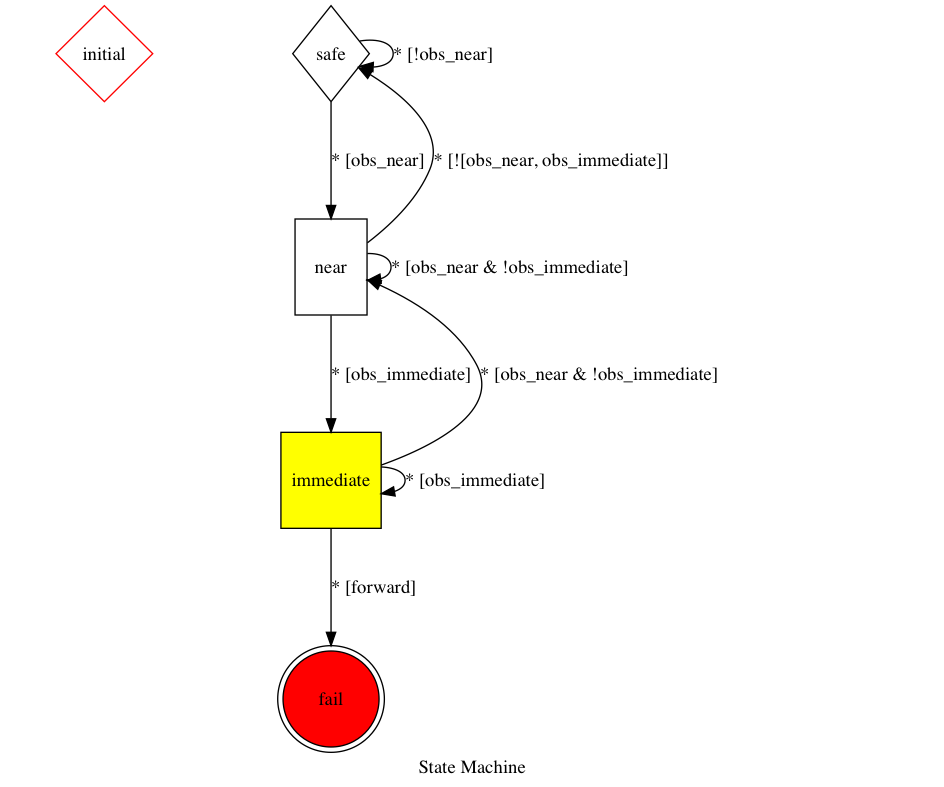 initial
safe
* [!obs_near]
* [obs_near]
* [![obs_near, obs_immediate]]
near
* [obs_near & !obs_immediate]
* [obs_immediate]
* [obs_near & !obs_immediate]
immediate
* [obs_immediate]
* [forward]
fail
State Machine